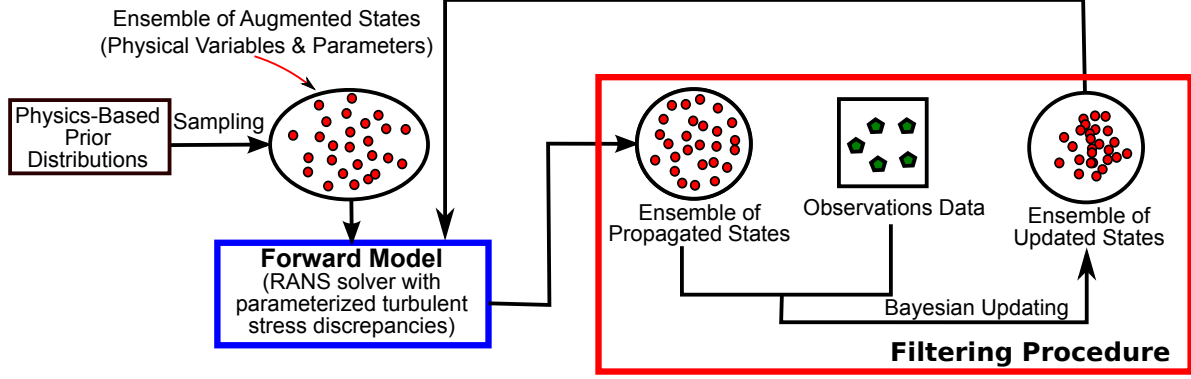 Ensemble of Augmented States
(Physical Variables & Parameters)
Physics-Based
Prior
Distributions
Sampling
Forward Model
(RANS solver with
parameterized turbulent
stress discrepancies)
Ensemble of
Propagated States
Observations Data
Ensemble of
Updated States
Bayesian Updating
Filtering Procedure